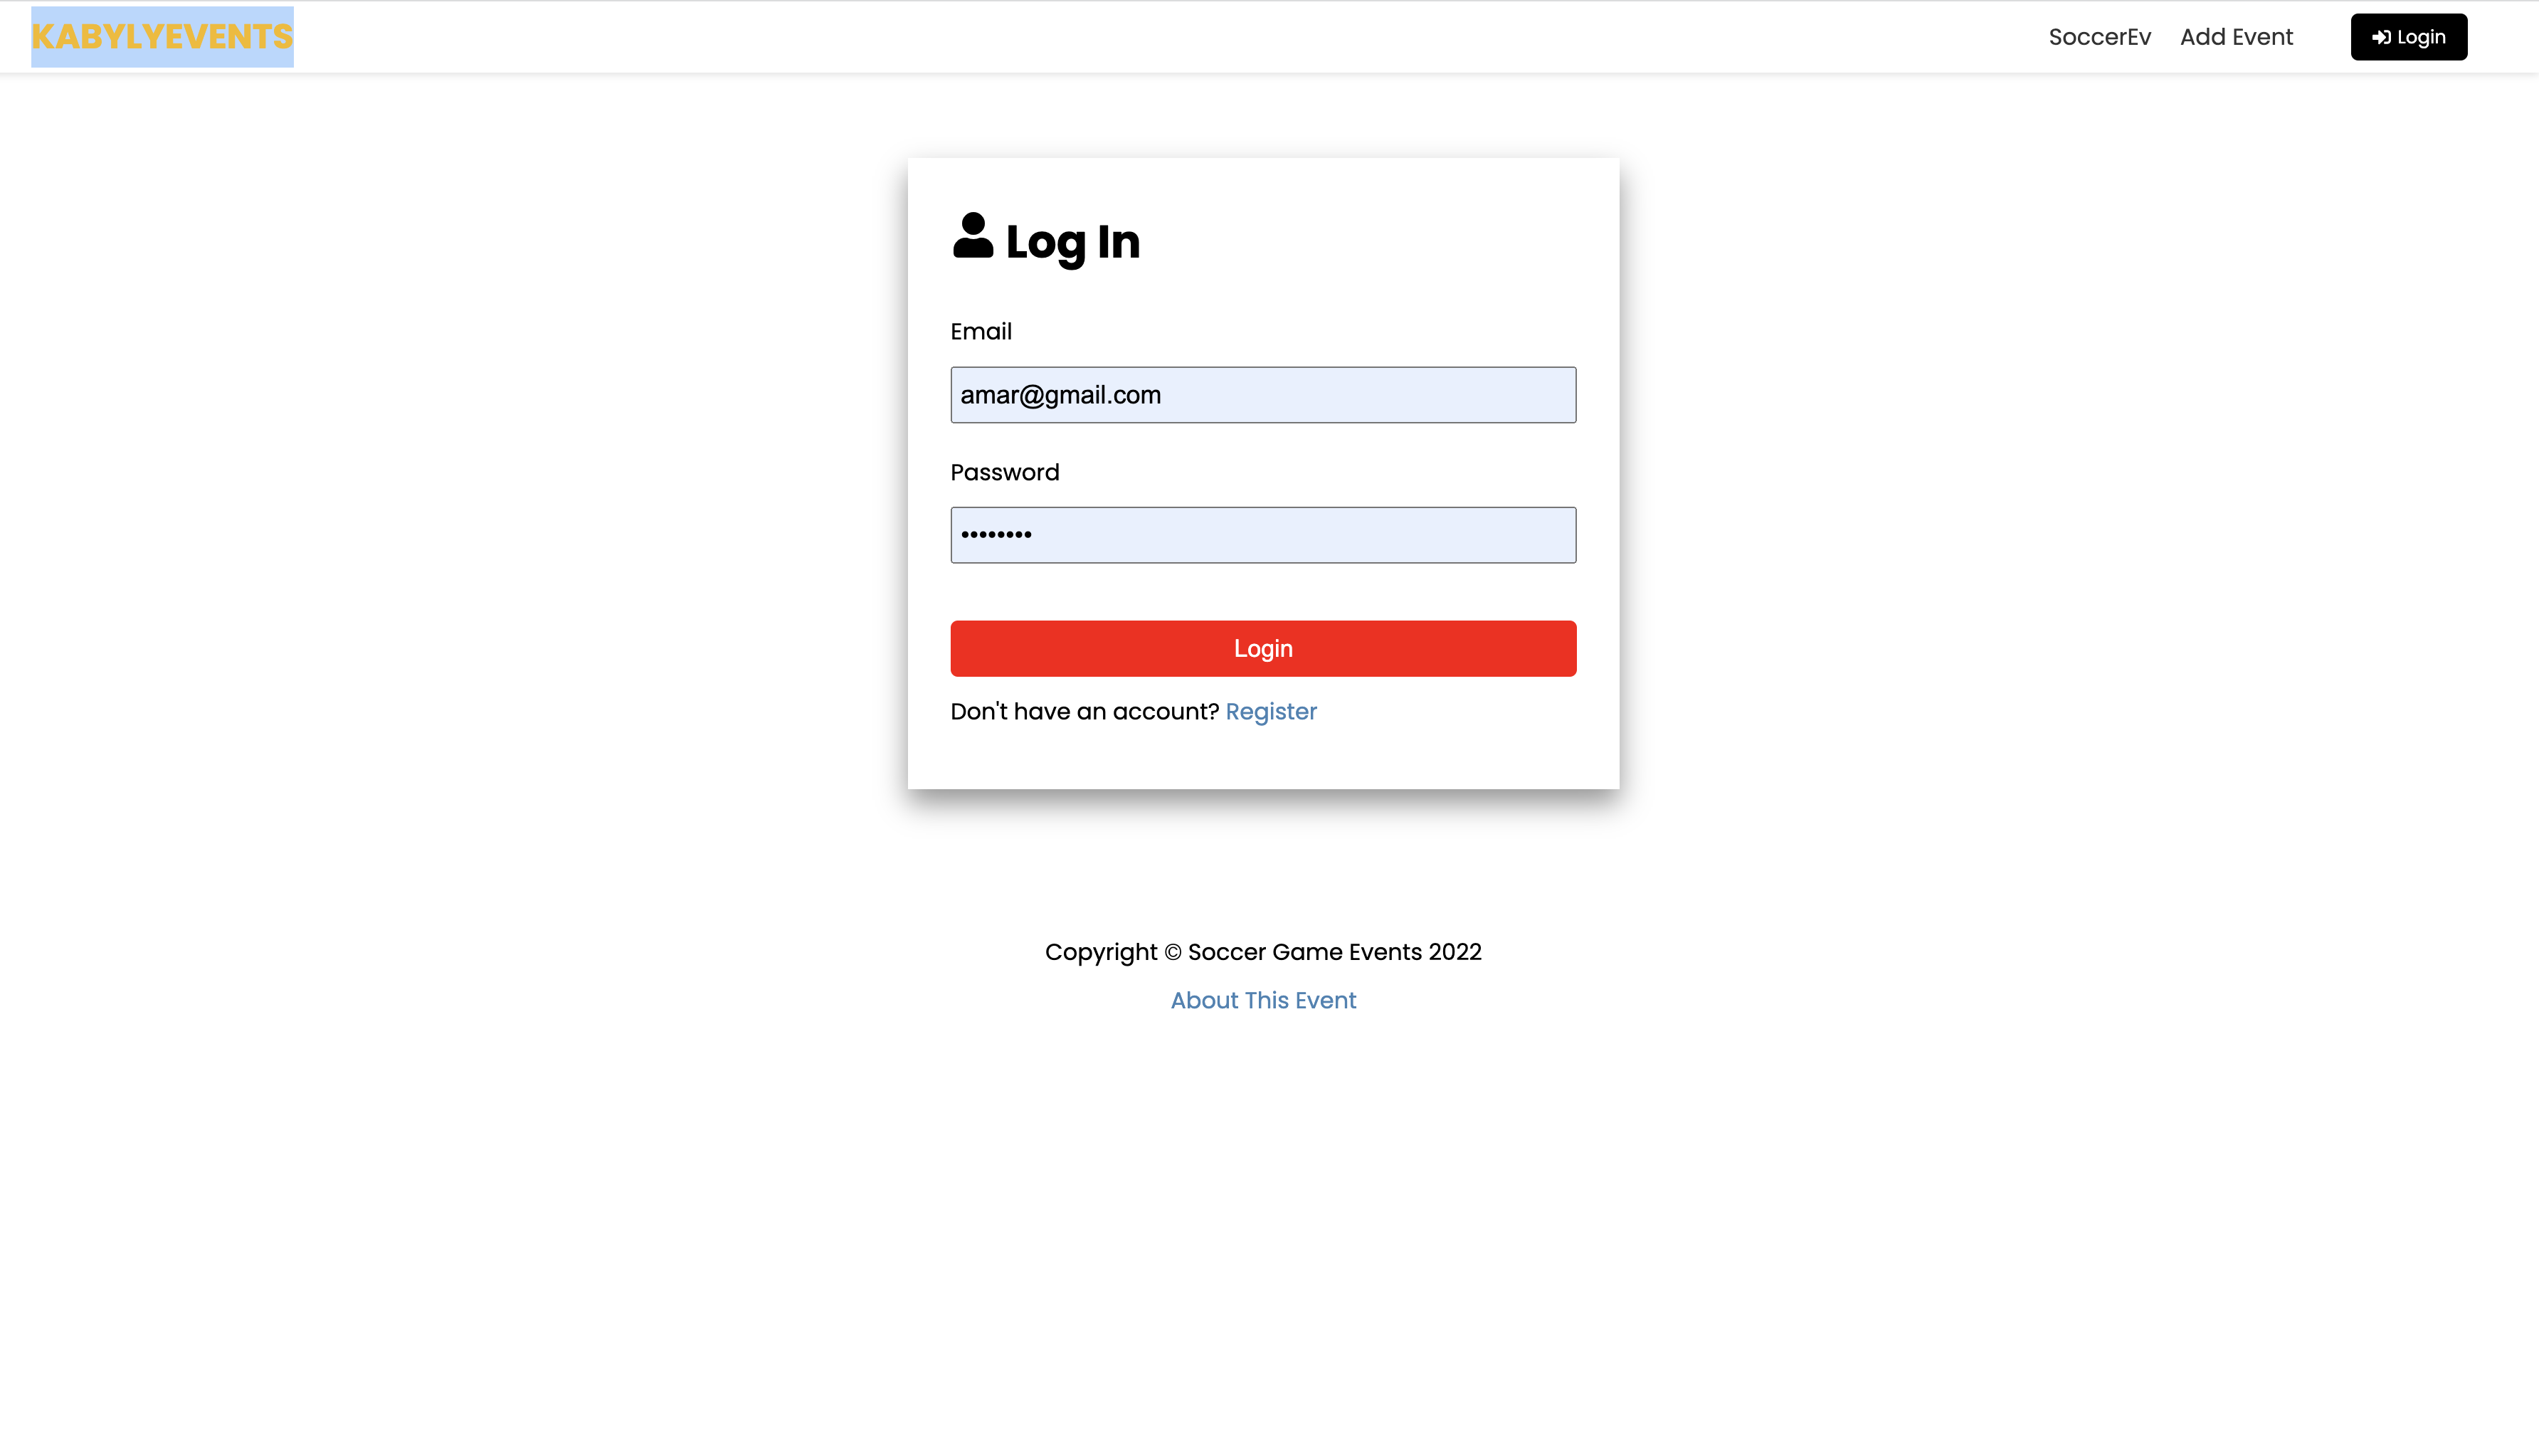 KABYLYEVENTS
SoccerEv Add Event Login
Log In
Email
amar@gmail.com
Password
••••••••
Login
Don't have an account? Register
Copyright © Soccer Game Events 2022
About This Event